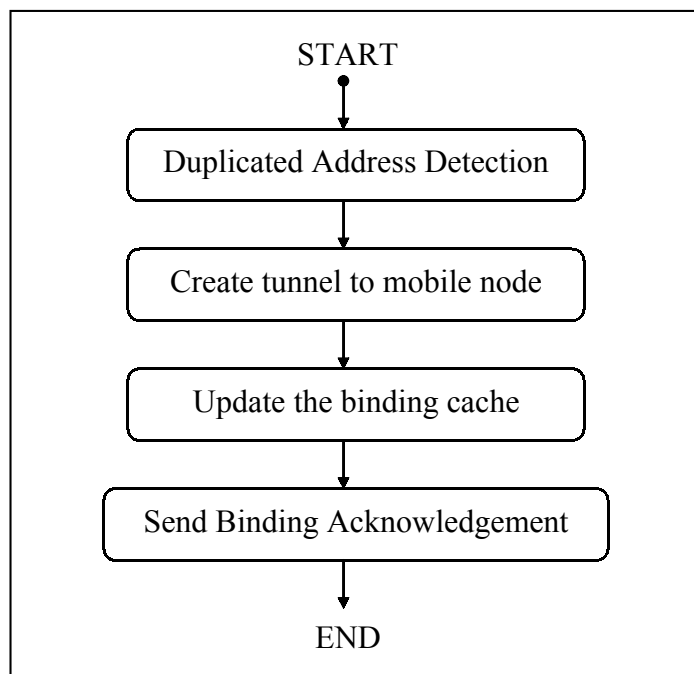 START
Duplicated Address Detection
Create tunnel to mobile node
Update the binding cache
Send Binding Acknowledgement
END